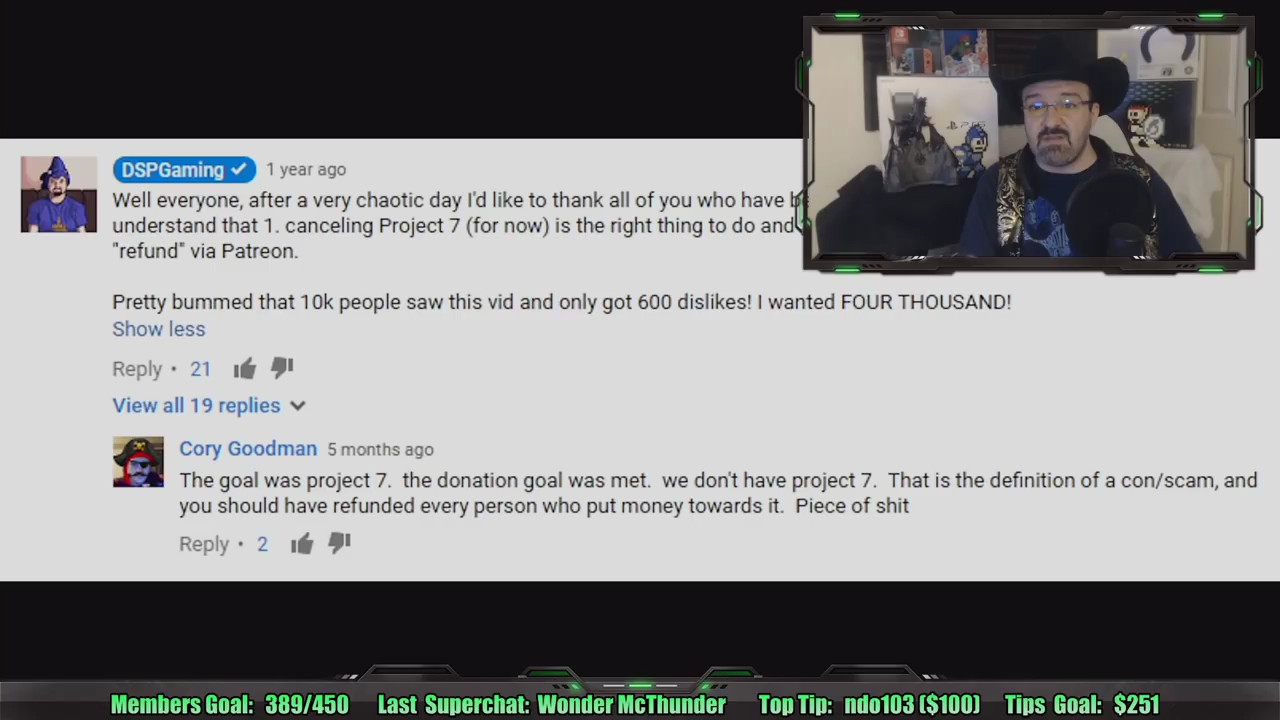 DSPGaming
1 year ago
Well everyone, after a very chaotic day I'd like to thank all of you who have
understand that 1. canceling Project 7 (for now) is the right thing to do and
"refund" via Patreon.
Pretty bummed that 10k people saw this vid and only got 600 dislikes! I wanted FOUR THOUSAND!
Show less
Reply • 21
View all 19 replies
Cory Goodman 5 months ago
The goal was project 7.  the donation goal was met.  we don't have project 7.  That is the definition of a con/scam, and
you should have refunded every person who put money towards it.  Piece of shit
Reply • 2
Members Goal: 389/450 Last Superchat: Wonder McThunder Top Tip: ndo103 ($100) Tips Goal: $251